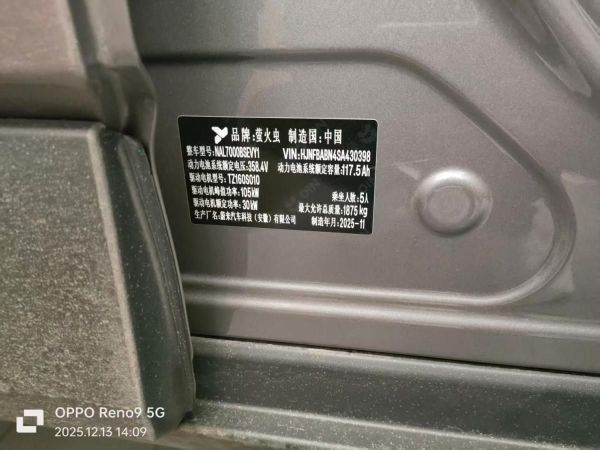 品牌:萤火虫 制造国:中国
整车型号:NAL7000BSEVY1 VIN:HJNFBABN4SA430398
动力电池系统额定电压:358.4V 动力电池系统额定容量:117.5Ah
驱动电机型号:TZ160S010
驱动电机峰值功率:105kW 乘坐人数:5人
驱动电机额定功率:30kW 最大允许总质量:1875kg
生产厂名:蔚来汽车科技(安徽)有限公司 制造年月:2025-11
OPPO Reno9 5G
2025.12.13 14:09